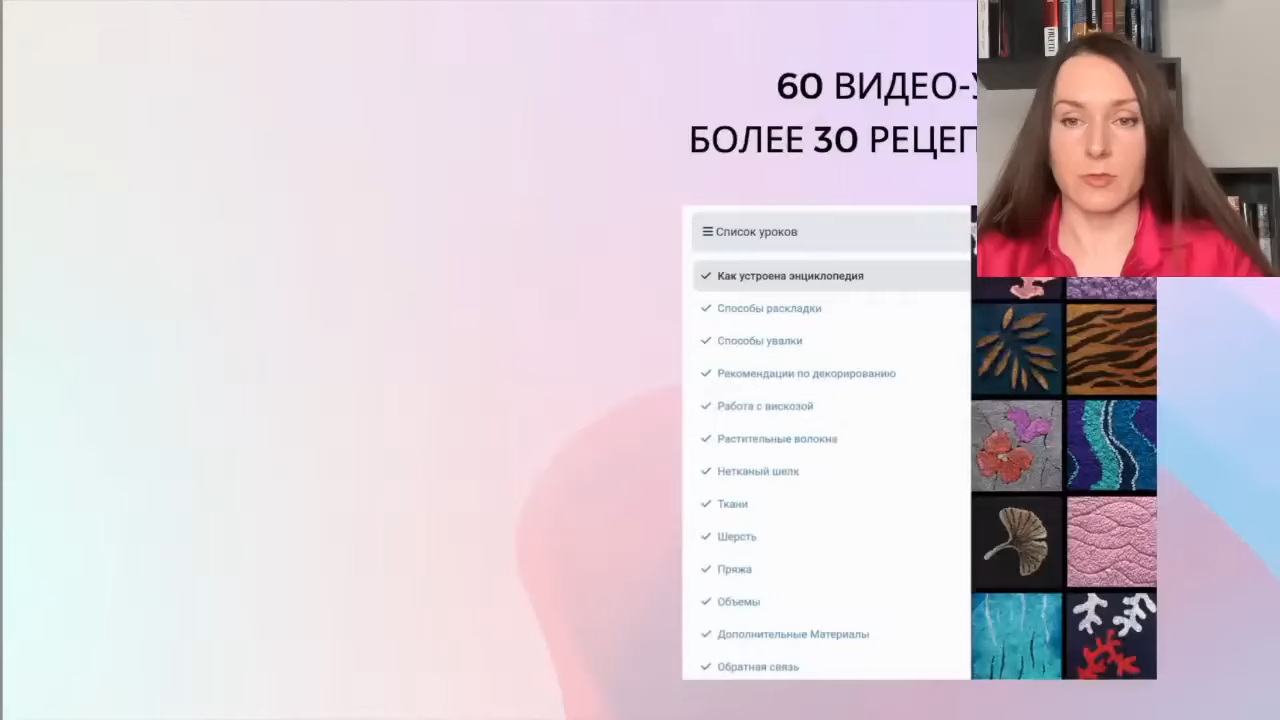 60 ВИДЕО-
БОЛЕЕ 30 РЕЦЕП
Список уроков
Как устроена энциклопедия
Способы раскладки
Способы увалки
Рекомендации по декорированию
Работа с вискозой
Растительные волокна
Нетканый шелк
Ткани
Шерсть
Пряжа
Объемы
Дополнительные Материалы
Обратная связь